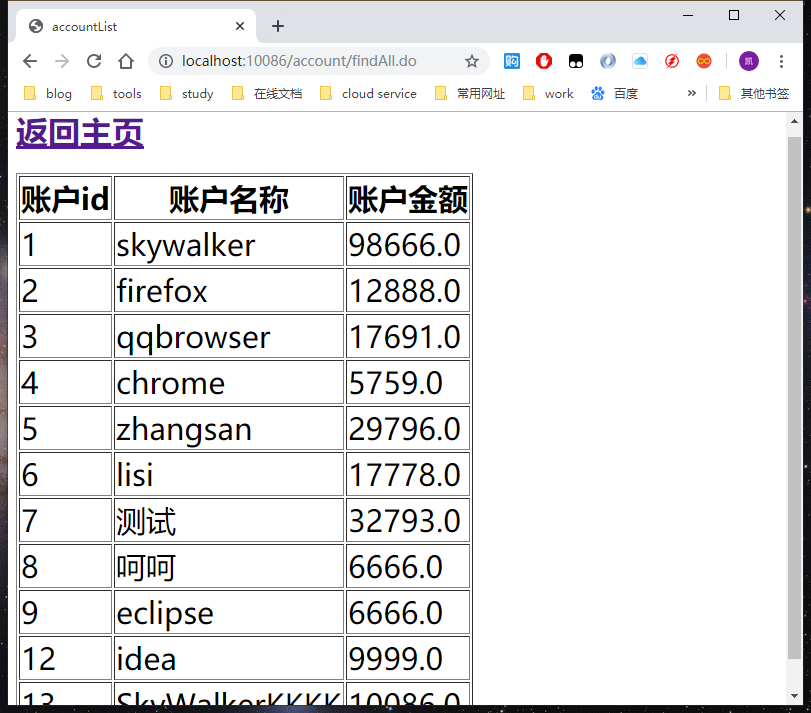 accountList
localhost:10086/account/findAll.do
购
凯
blog tools study 在线文档 cloud service 常用网址 work 百度 » 其他书签
返回主页
账户id 账户名称 账户金额
1 skywalker 98666.0
2 firefox 12888.0
3 qqbrowser 17691.0
4 chrome 5759.0
5 zhangsan 29796.0
6 lisi 17778.0
7 测试 32793.0
8 呵呵 6666.0
9 eclipse 6666.0
12 idea 9999.0
13 SkyWalkerKKKK 10086.0